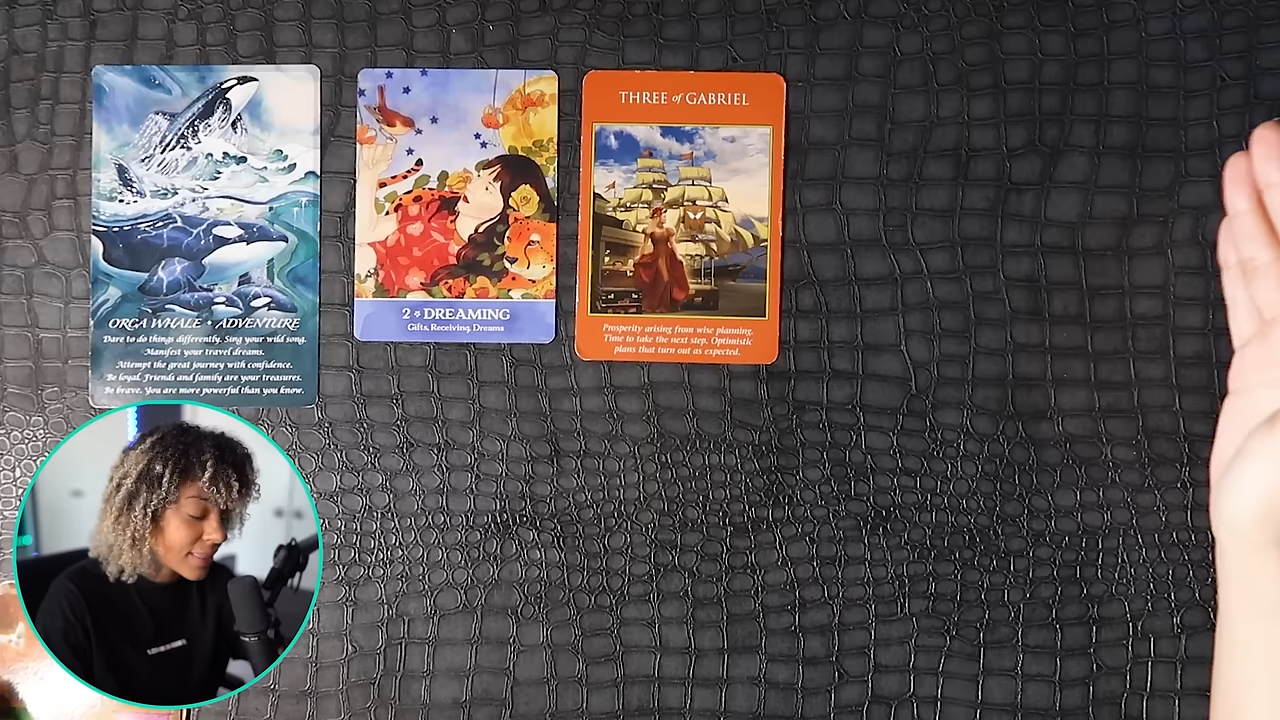 ORCA WHALE • ADVENTURE
Dare to do things differently. Sing your wild song.
Manifest your travel dreams.
Attempt the great journey with confidence.
Be loyal. Friends and family are your treasures.
Be brave. You are more powerful than you know.
2 DREAMING
Gifts, Receiving, Dreams
THREE of GABRIEL
Prosperity arising from wise planning.
Time to take the next step. Optimistic
plans that turn out as expected.